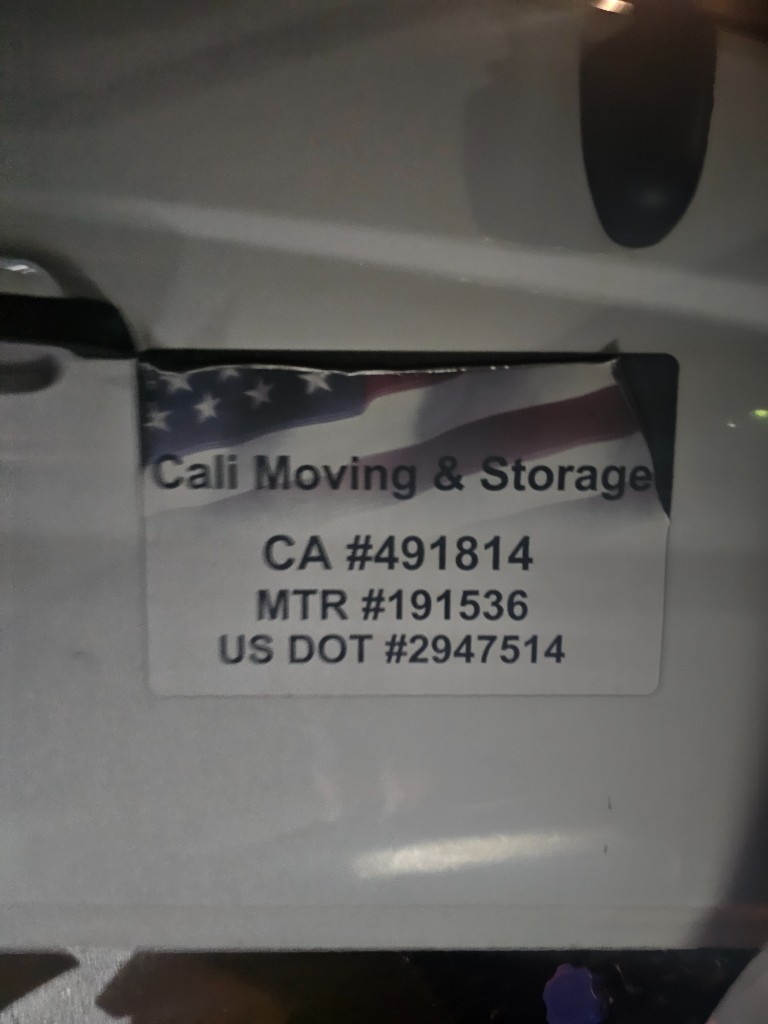 Cali Moving & Storage
CA #491814
MTR #191536
US DOT #2947514